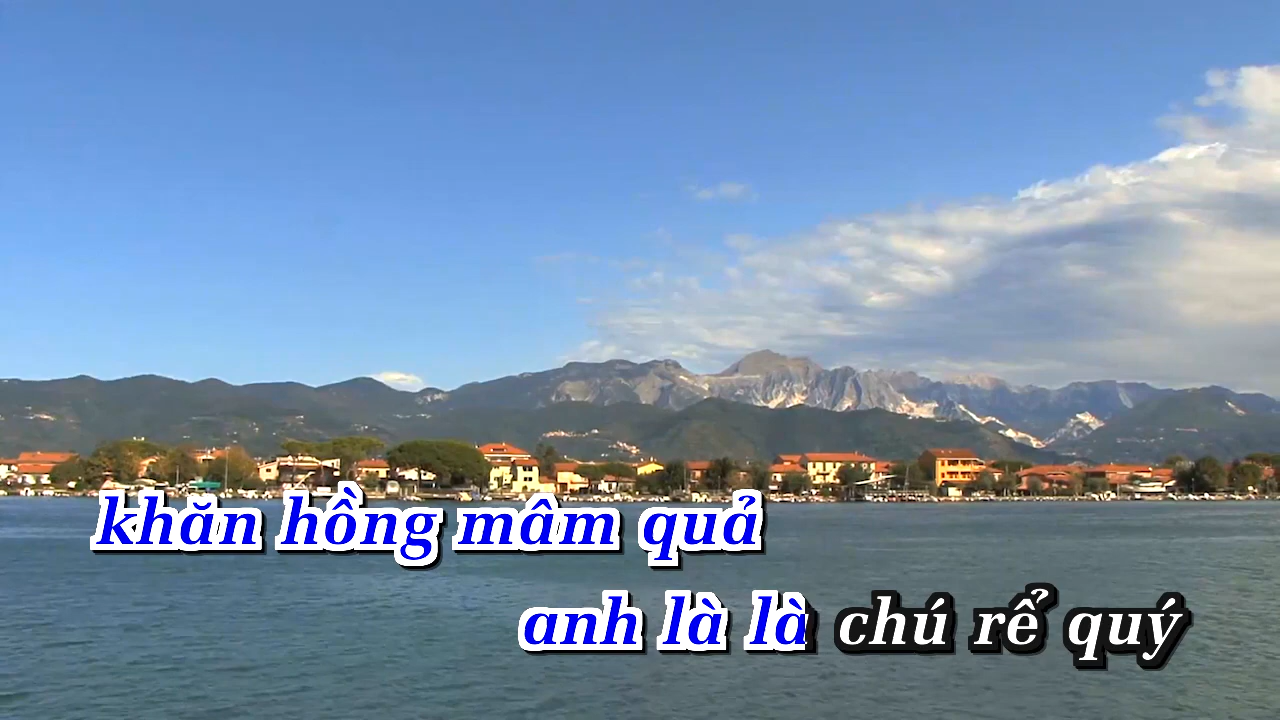 khăn hồng mâm quả
anh là là chú rể quý